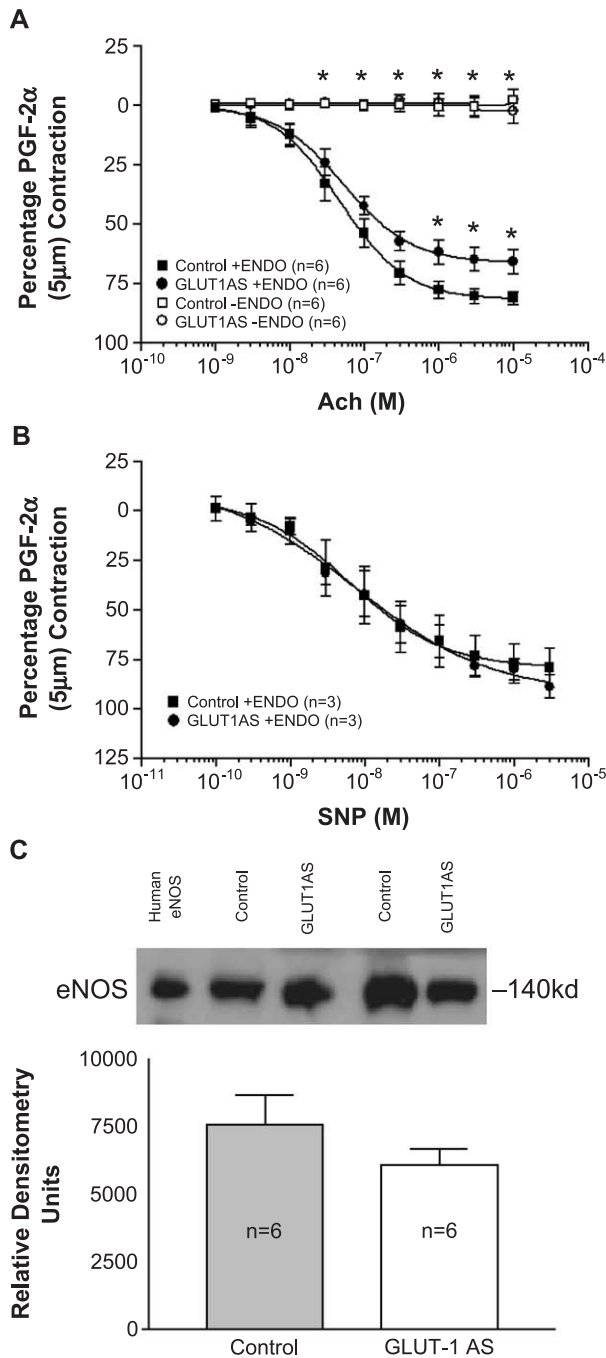 A
Percentage PGF-2α
(5μm) Contraction
25
0
25
50
75
100
* * * * * *
* * *
Control +ENDO (n=6)
GLUT1AS +ENDO (n=6)
Control -ENDO (n=6)
GLUT1AS -ENDO (n=6)
10-10 10-9 10-8 10-7 10-6 10-5 10-4
Ach (M)
B
Percentage PGF-2α
(5μm) Contraction
25
0
25
50
75
100
125
Control +ENDO (n=3)
GLUT1AS +ENDO (n=3)
10-11 10-10 10-9 10-8 10-7 10-6 10-5
SNP (M)
C
Human
eNOS
Control
GLUT1AS
Control
GLUT1AS
eNOS
–140kd
Relative Densitometry
Units
10000
7500
5000
2500
0
n=6
n=6
Control
GLUT-1 AS